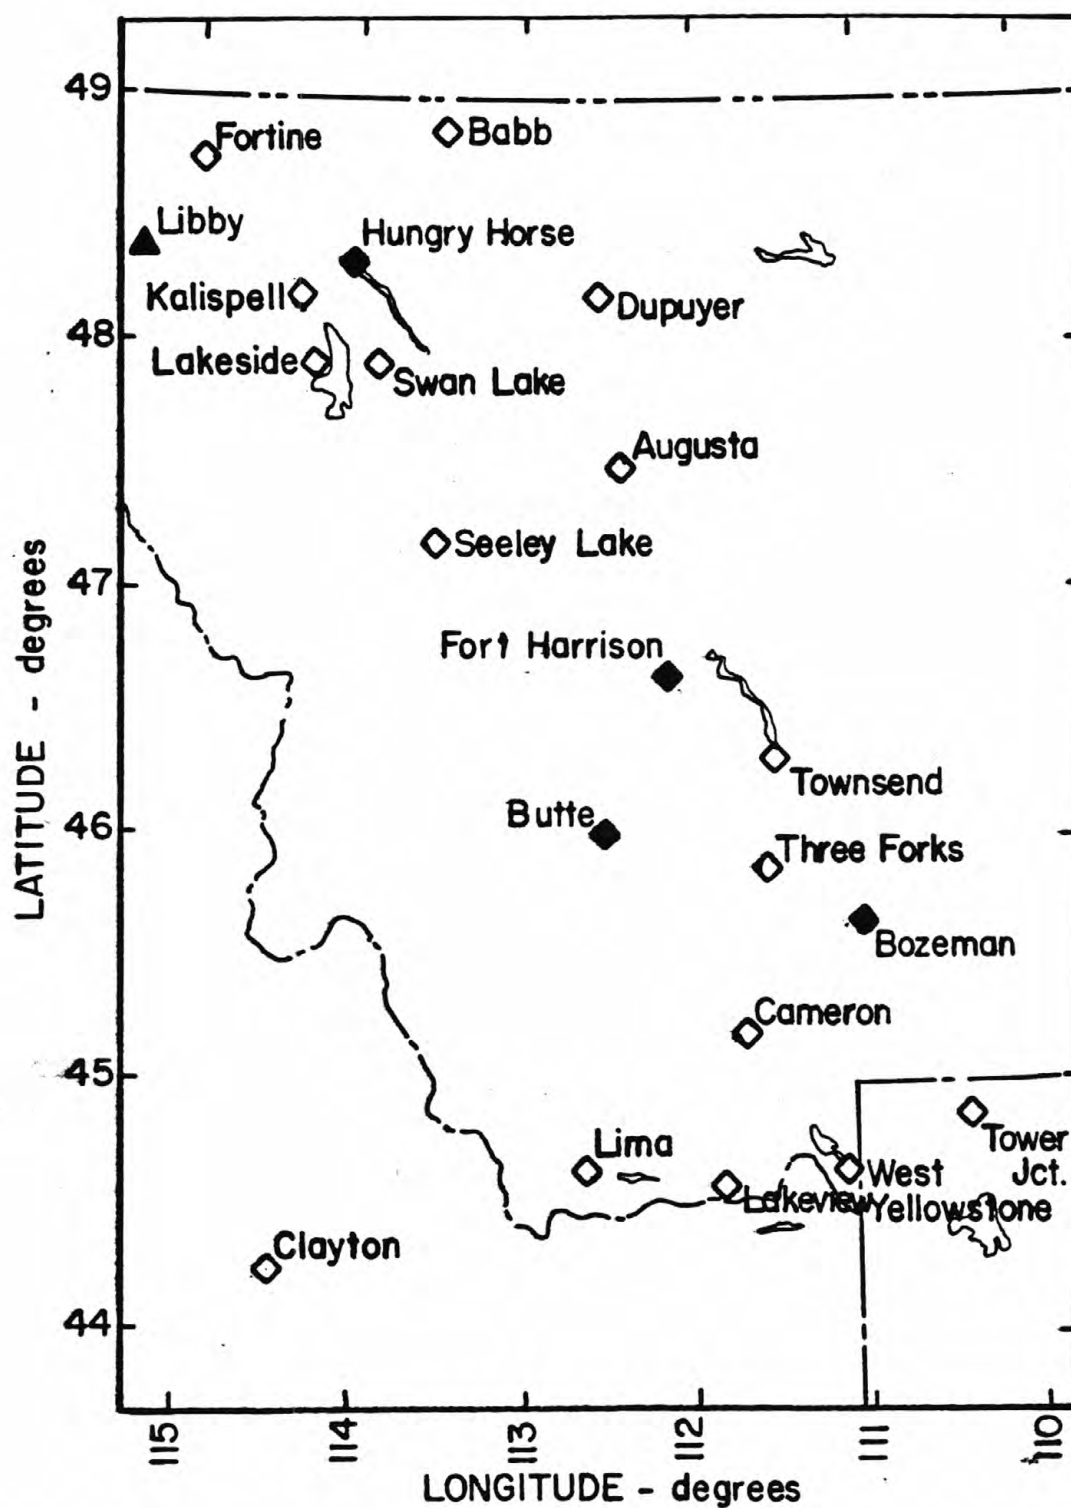 49
Fortine
Babb
Libby
Hungry Horse
Kalispell
Dupuyer
48
Lakeside
Swan Lake
Augusta
Seeley Lake
47
Fort Harrison
Townsend
Butte
46
Three Forks
Bozeman
Cameron
45
Lima
Tower
Jct.
West
Yellowstone
Lakeview
Clayton
44
LATITUDE - degrees
115
114
113
112
111
110
LONGITUDE - degrees